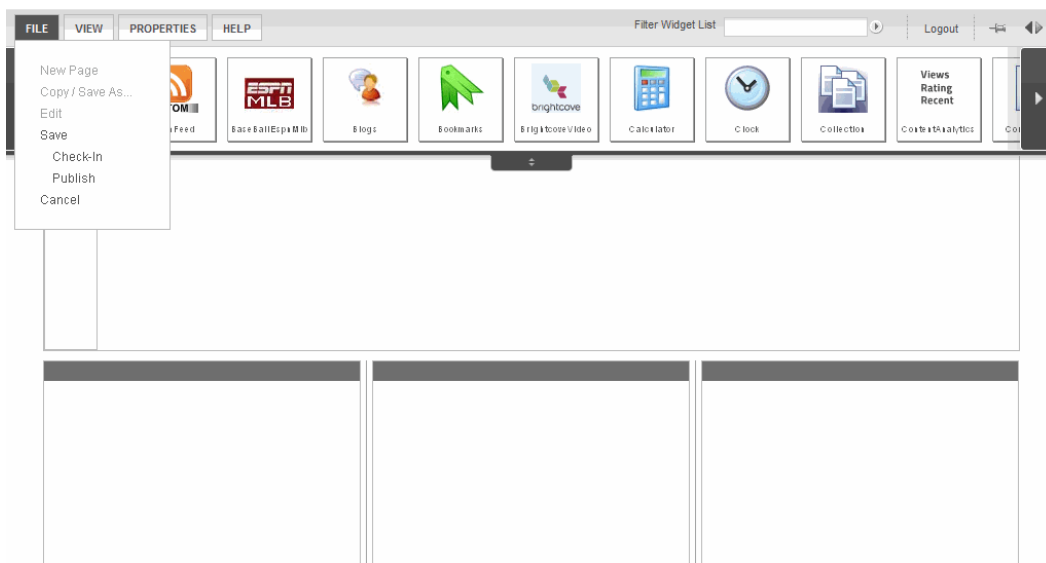 FILE VIEW PROPERTIES HELP Filter Widget List Logout
New Page
Copy / Save As...
Edit
Save
Check-In
Publish
Cancel
TOM
Feed
ESPN
MLB
BaseBallEspnMlb
Blogs
Bookmarks
brightcove
BrightcoveVideo
Calculator
Clock
Collection
Views
Rating
Recent
ContentAnalytics
Co